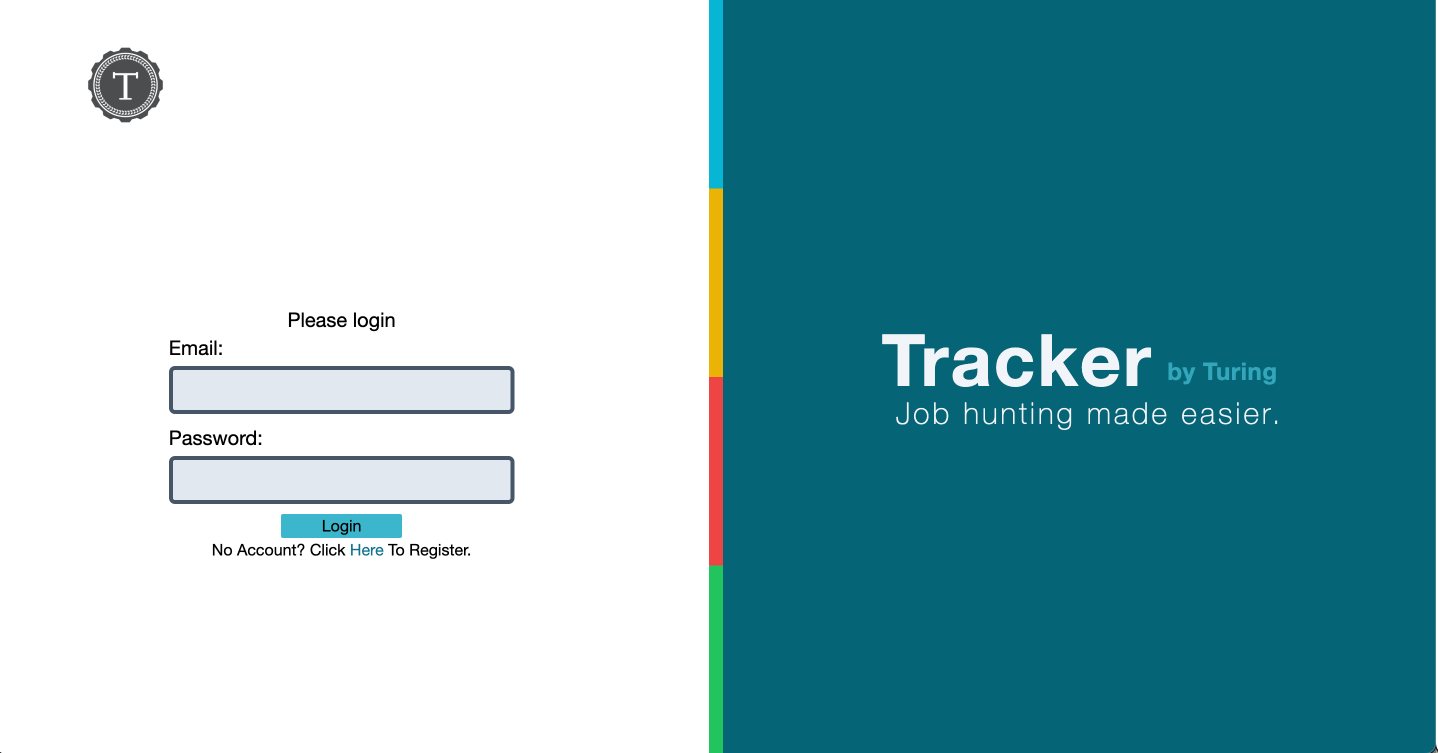 T
Please login
Email:
Password:
Login
No Account? Click Here To Register.
Tracker by Turing
Job hunting made easier.